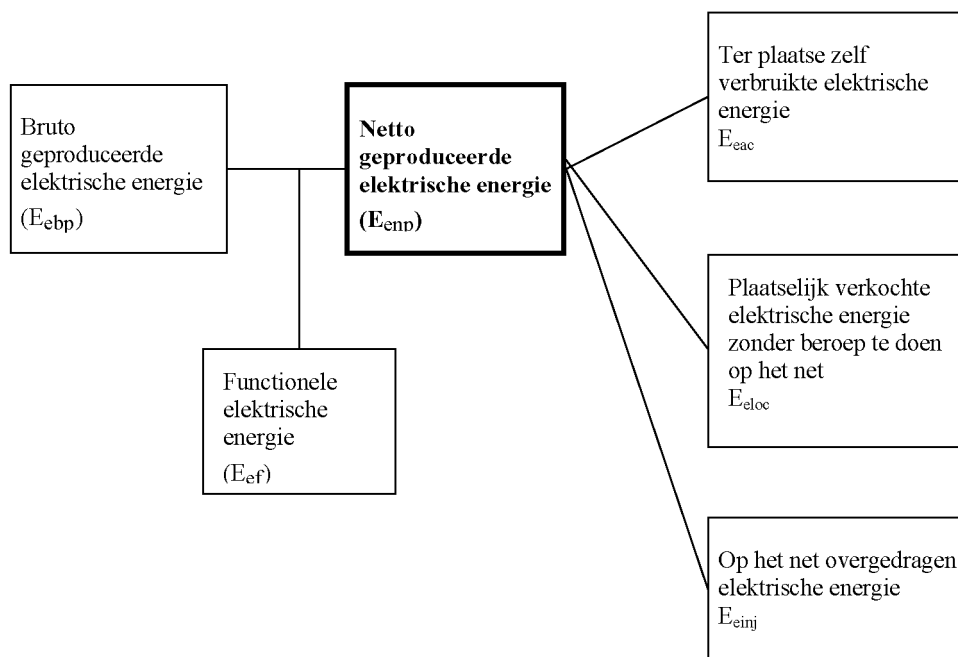 Bruto
geproduceerde
elektrische energie
(Eebp)
Functionele
elektrische
energie
(Eef)
Netto
geproduceerde
elektrische energie
(Eenp)
Ter plaatse zelf
verbruikte elektrische
energie
Eeac
Plaatselijk verkochte
elektrische energie
zonder beroep te doen
op het net
Eeloc
Op het net overgedragen
elektrische energie
Eeinj